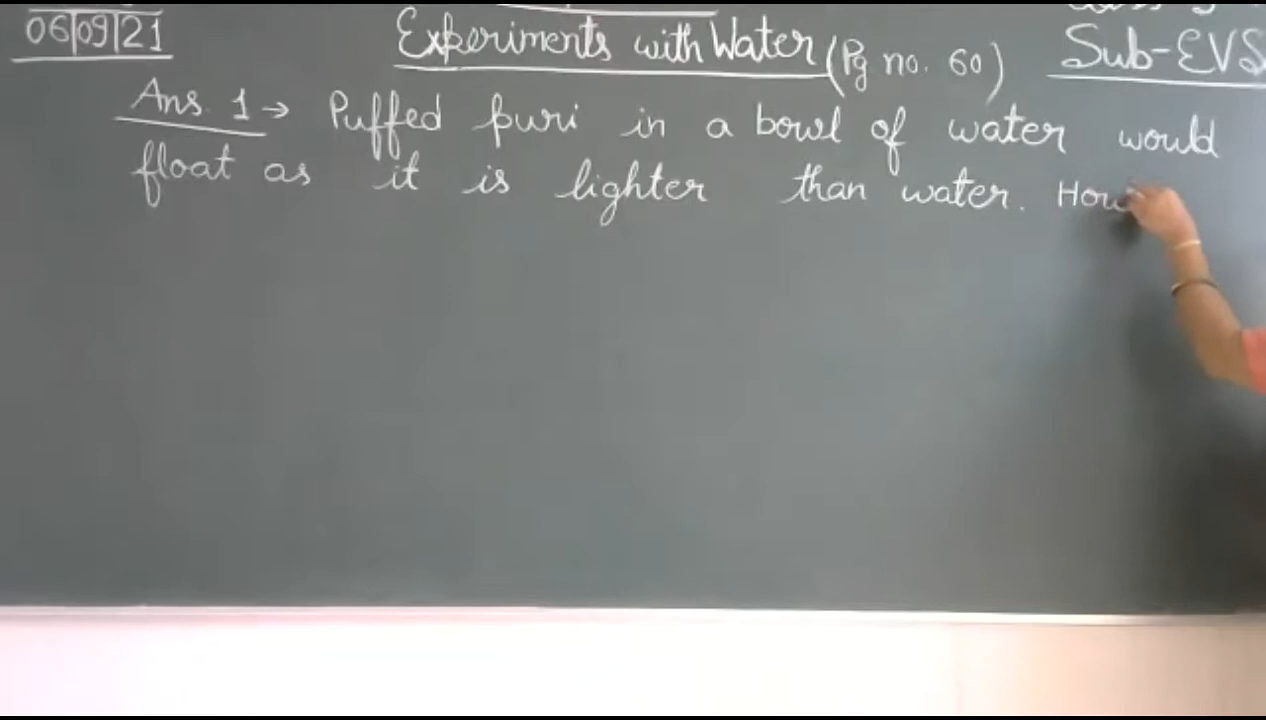 06|09|21
Experiments with Water (Pg no. 60)
Sub-EVS
Ans. 1 → Puffed puri in a bowl of water would
float as it is lighter than water. How